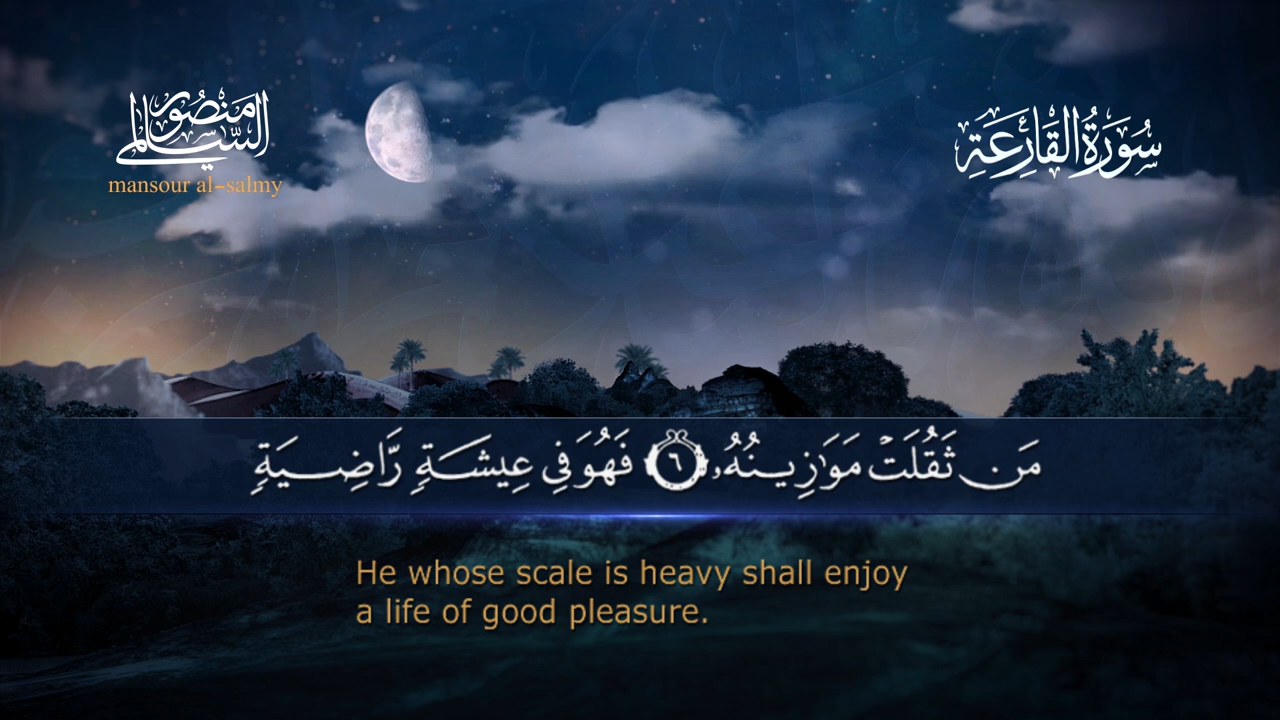 المنصور
السالمي
mansour al-salmy
سُورَةُ القَارِعَةِ
مَن ثَقُلَتْ مَوَٰزِينُهُۥ ٦ فَهُوَ فِي عِيشَةٍ رَّاضِيَةٍ
He whose scale is heavy shall enjoy
a life of good pleasure.